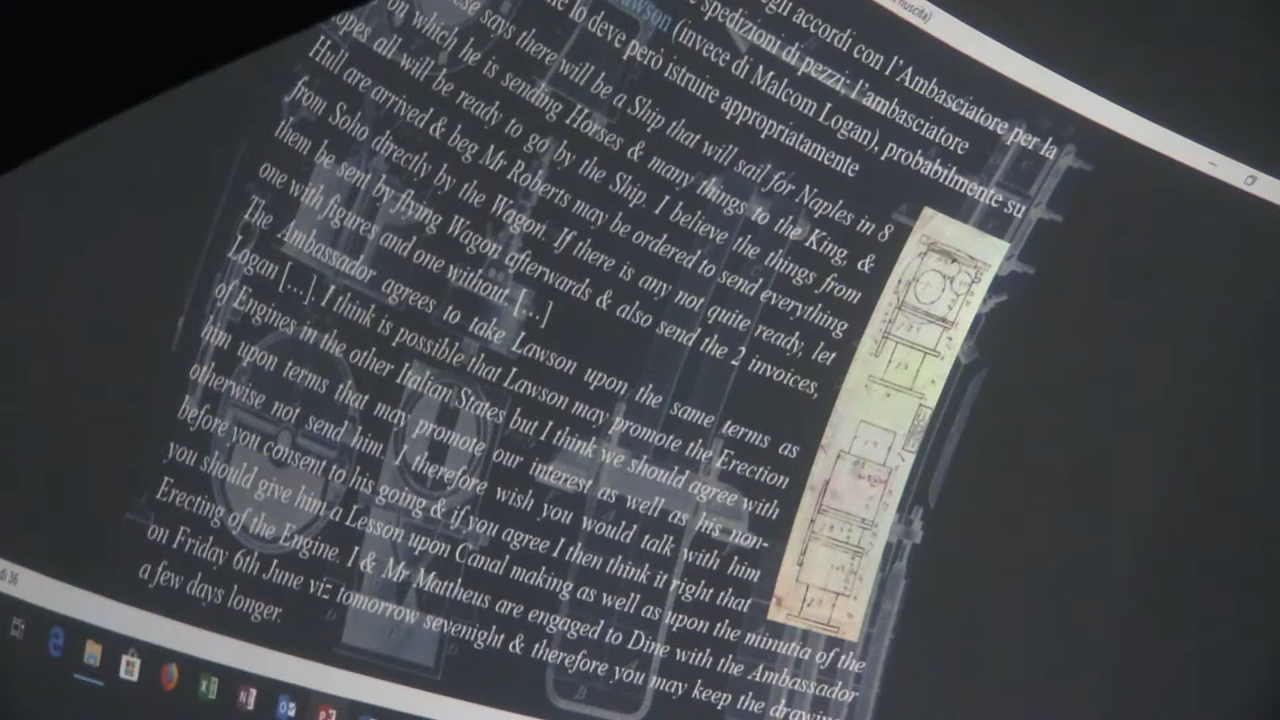 riuscita)
gli accordi con l'Ambasciatore per la
spedizioni di pezzi; l'ambasciatore
Lawson (invece di Malcom Logan), probabilmente su
lo deve però istruire appropriatamente
says there will be a Ship that will sail for Naples in 8
on which he is sending Horses & many things to the King, &
opes all will be ready to go by the Ship. I believe the things from
Hull are arrived & beg Mr Roberts may be ordered to send everything
from Soho directly by the Wagon. If there is any not quite ready, let
them be sent by flying Wagon afterwards & also send the 2 invoices,
one with figures and one without. [...]
The Ambassador agrees to take Lawson upon the same terms as
Logan [...]. I think is possible that Lawson may promote the Erection
of Engines in the other Italian States but I think we should agree with
him upon terms that may promote our interest as well as his non-
otherwise not send him. I therefore wish you would talk with him
before you consent to his going & if you agree I then think it right that
you should give him a Lesson upon Canal making as well as upon the minutia of the
Erecting of the Engine. I & Mr Mattheus are engaged to Dine with the Ambassador
on Friday 6th June viz tomorrow sevenight & therefore you may keep the
a few days longer.
di 36